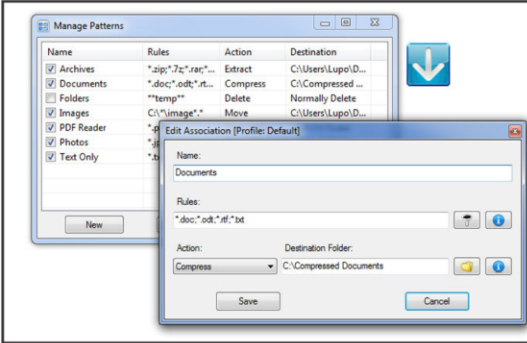 Manage Patterns
Name Rules Action Destination
Archives *.zip;*.7z;*.rar;*... Extract C:\Users\Lupo\D...
Documents *.doc;*.odt;*.rt... Compress C:\Compressed ...
Folders **temp** Delete Normally Delete
Images C:\*\image*.* Move C:\Users\Lupo\D...
PDF Reader
Photos
Text Only
New
Edit Association [Profile: Default]
Name:
Documents
Rules:
*.doc;*.odt;*.rtf;*.txt
Action: Destination Folder:
Compress C:\Compressed Documents
Save Cancel